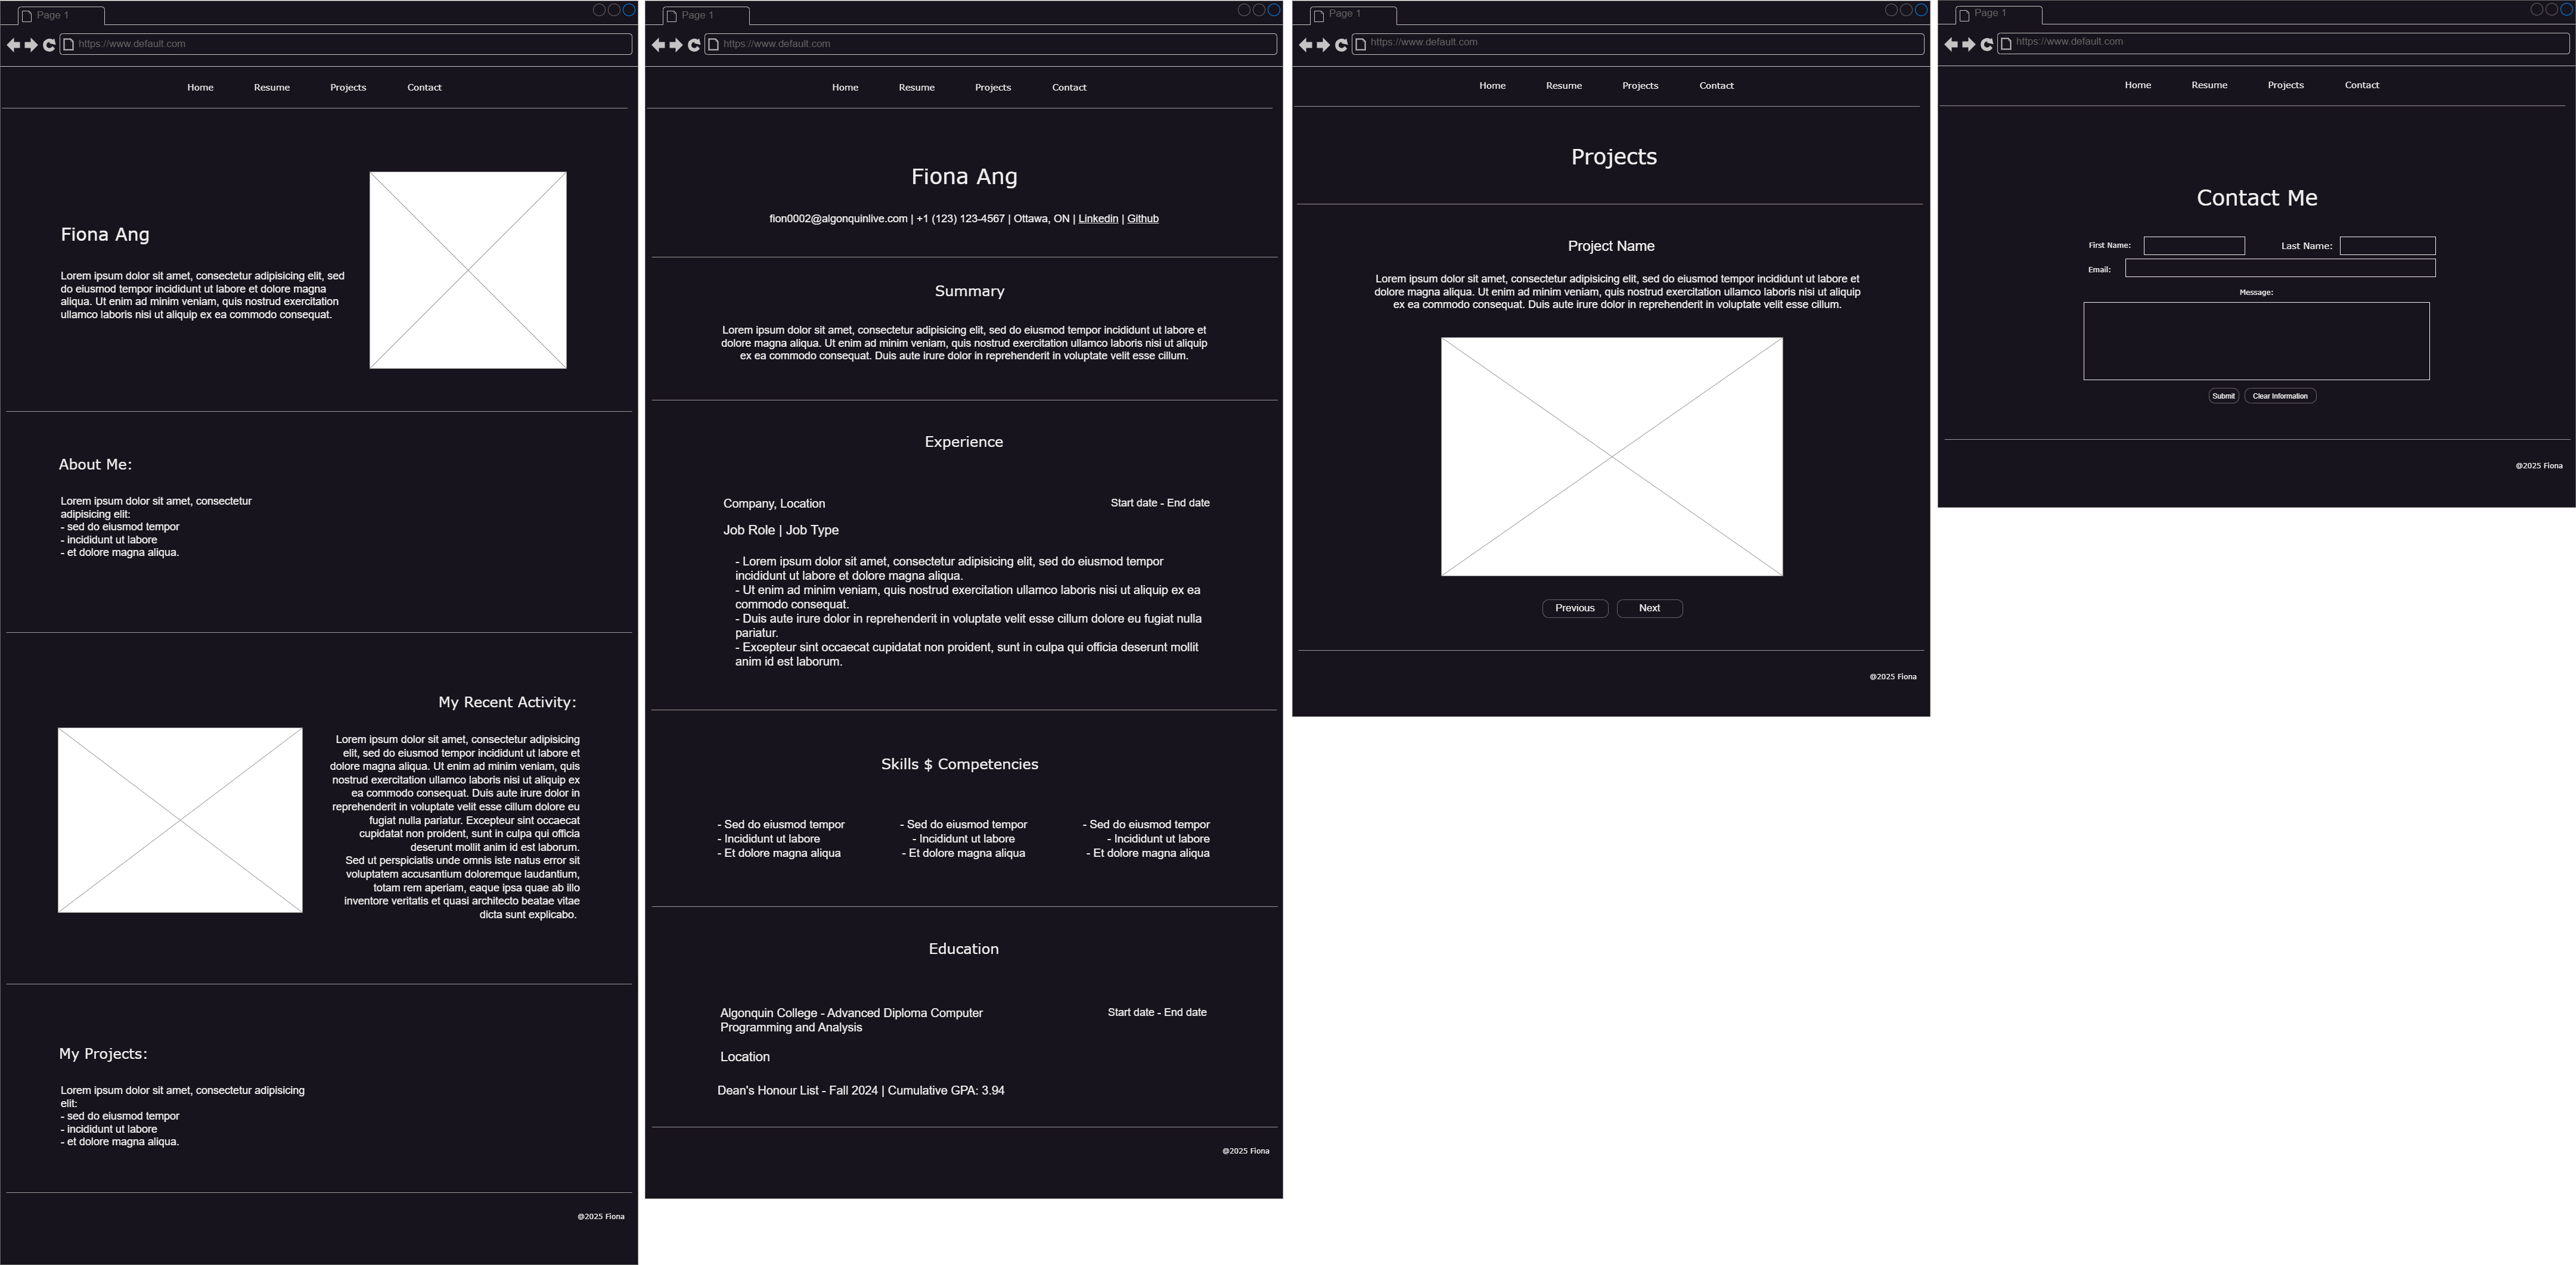 Page 1
https://www.default.com
Home Resume Projects Contact
Fiona Ang
Lorem ipsum dolor sit amet, consectetur adipisicing elit, sed
do eiusmod tempor incididunt ut labore et dolore magna
aliqua. Ut enim ad minim veniam, quis nostrud exercitation
ullamco laboris nisi ut aliquip ex ea commodo consequat.
About Me:
Lorem ipsum dolor sit amet, consectetur
adipisicing elit:
- sed do eiusmod tempor
- incididunt ut labore
- et dolore magna aliqua.
My Recent Activity:
Lorem ipsum dolor sit amet, consectetur adipisicing
elit, sed do eiusmod tempor incididunt ut labore et
dolore magna aliqua. Ut enim ad minim veniam, quis
nostrud exercitation ullamco laboris nisi ut aliquip ex
ea commodo consequat. Duis aute irure dolor in
reprehenderit in voluptate velit esse cillum dolore eu
fugiat nulla pariatur. Excepteur sint occaecat
cupidatat non proident, sunt in culpa qui officia
deserunt mollit anim id est laborum.
Sed ut perspiciatis unde omnis iste natus error sit
voluptatem accusantium doloremque laudantium,
totam rem aperiam, eaque ipsa quae ab illo
inventore veritatis et quasi architecto beatae vitae
dicta sunt explicabo.
My Projects:
Lorem ipsum dolor sit amet, consectetur adipisicing
elit:
- sed do eiusmod tempor
- incididunt ut labore
- et dolore magna aliqua.
@2025 Fiona
Page 1
https://www.default.com
Home Resume Projects Contact
Fiona Ang
fion0002@algonquinlive.com | +1 (123) 123-4567 | Ottawa, ON | Linkedin | Github
Summary
Lorem ipsum dolor sit amet, consectetur adipisicing elit, sed do eiusmod tempor incididunt ut labore et
dolore magna aliqua. Ut enim ad minim veniam, quis nostrud exercitation ullamco laboris nisi ut aliquip
ex ea commodo consequat. Duis aute irure dolor in reprehenderit in voluptate velit esse cillum.
Experience
Company, Location Start date - End date
Job Role | Job Type
- Lorem ipsum dolor sit amet, consectetur adipisicing elit, sed do eiusmod tempor
incididunt ut labore et dolore magna aliqua.
- Ut enim ad minim veniam, quis nostrud exercitation ullamco laboris nisi ut aliquip ex ea
commodo consequat.
- Duis aute irure dolor in reprehenderit in voluptate velit esse cillum dolore eu fugiat nulla
pariatur.
- Excepteur sint occaecat cupidatat non proident, sunt in culpa qui officia deserunt mollit
anim id est laborum.
Skills $ Competencies
- Sed do eiusmod tempor - Sed do eiusmod tempor - Sed do eiusmod tempor
- Incididunt ut labore - Incididunt ut labore - Incididunt ut labore
- Et dolore magna aliqua - Et dolore magna aliqua - Et dolore magna aliqua
Education
Algonquin College - Advanced Diploma Computer Start date - End date
Programming and Analysis
Location
Dean's Honour List - Fall 2024 | Cumulative GPA: 3.94
@2025 Fiona
Page 1
https://www.default.com
Home Resume Projects Contact
Projects
Project Name
Lorem ipsum dolor sit amet, consectetur adipisicing elit, sed do eiusmod tempor incididunt ut labore et
dolore magna aliqua. Ut enim ad minim veniam, quis nostrud exercitation ullamco laboris nisi ut aliquip
ex ea commodo consequat. Duis aute irure dolor in reprehenderit in voluptate velit esse cillum.
Previous Next
@2025 Fiona
Page 1
https://www.default.com
Home Resume Projects Contact
Contact Me
First Name: Last Name:
Email:
Message:
Submit Clear Information
@2025 Fiona